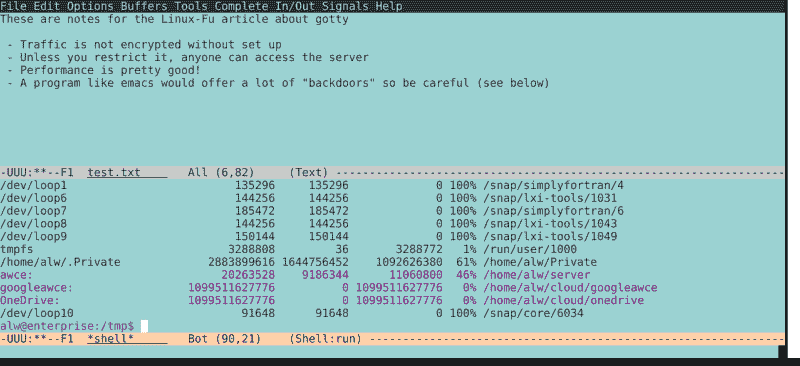 File Edit Options Buffers Tools Complete In/Out Signals Help
These are notes for the Linux-Fu article about gotty
- Traffic is not encrypted without set up
- Unless you restrict it, anyone can access the server
- Performance is pretty good!
- A program like emacs would offer a lot of "backdoors" so be careful (see below)
-UUU:**--F1 test.txt All (6,82) (Text) ----------------------------------------------------------------
/dev/loop1 135296 135296 0 100% /snap/simplyfortran/4
/dev/loop6 144256 144256 0 100% /snap/lxi-tools/1031
/dev/loop7 185472 185472 0 100% /snap/simplyfortran/6
/dev/loop8 144256 144256 0 100% /snap/lxi-tools/1043
/dev/loop9 150144 150144 0 100% /snap/lxi-tools/1049
tmpfs 3288808 36 3288772 1% /run/user/1000
/home/alw/.Private 2883899616 1644756452 1092626380 61% /home/alw/Private
awce: 20263528 9186344 11060800 46% /home/alw/server
googleawce: 1099511627776 0 1099511627776 0% /home/alw/cloud/googleawce
OneDrive: 1099511627776 0 1099511627776 0% /home/alw/cloud/onedrive
/dev/loop10 91648 91648 0 100% /snap/core/6034
alw@enterprise:/tmp$
-UUU:**--F1 *shell* Bot (90,21) (Shell:run) -----------------------------------------------------------